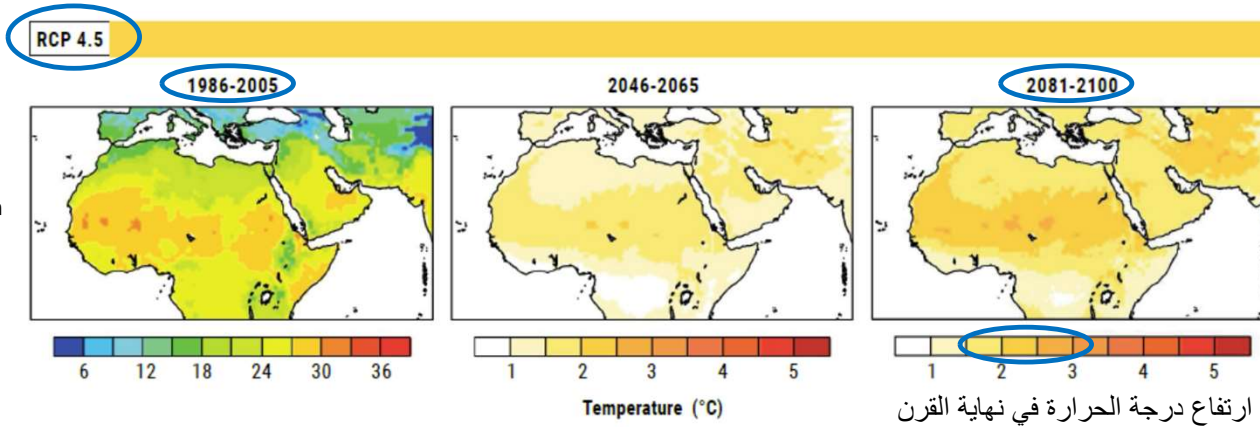 RCP 4.5
1986-2005 2046-2065 2081-2100
6 12 18 24 30 36 1 2 3 4 5 1 2 3 4 5
Temperature (°C)
ارتفاع درجة الحرارة في نهاية القرن